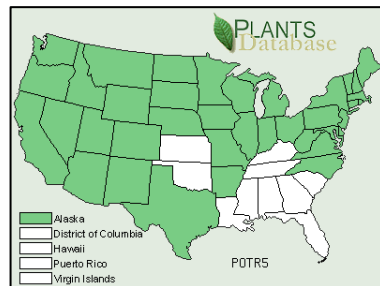 PLANTS
Database
Alaska
District of Columbia
Hawaii
Puerto Rico
Virgin Islands
POTR5